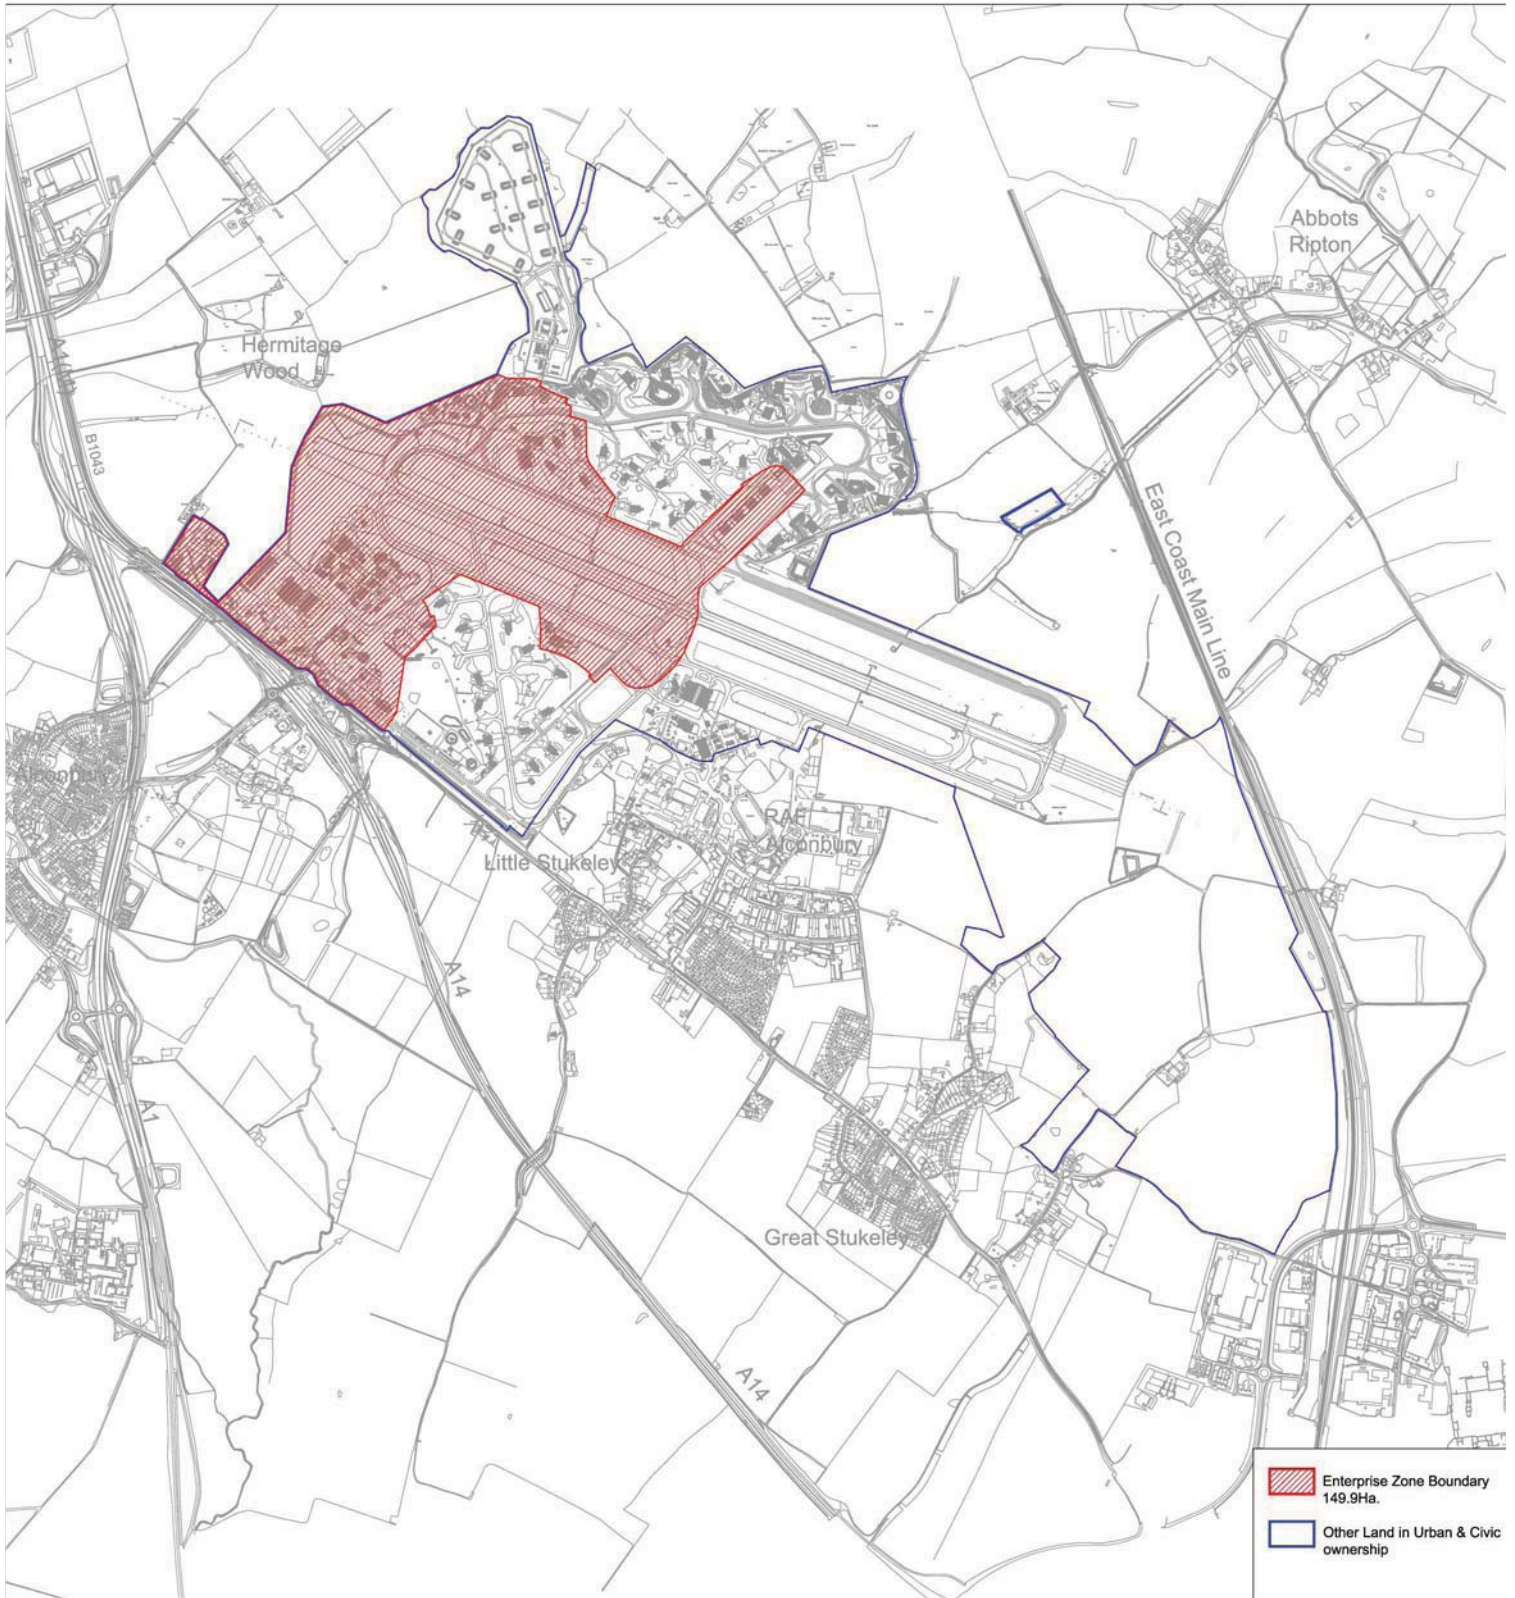 Abbots
Ripton
Hermitage
Wood
B1043
East Coast Main Line
Alconbury
RAF
Alconbury
Little Stukeley
A14
A1
Great Stukeley
A14
Enterprise Zone Boundary
149.9Ha.
Other Land in Urban & Civic
ownership